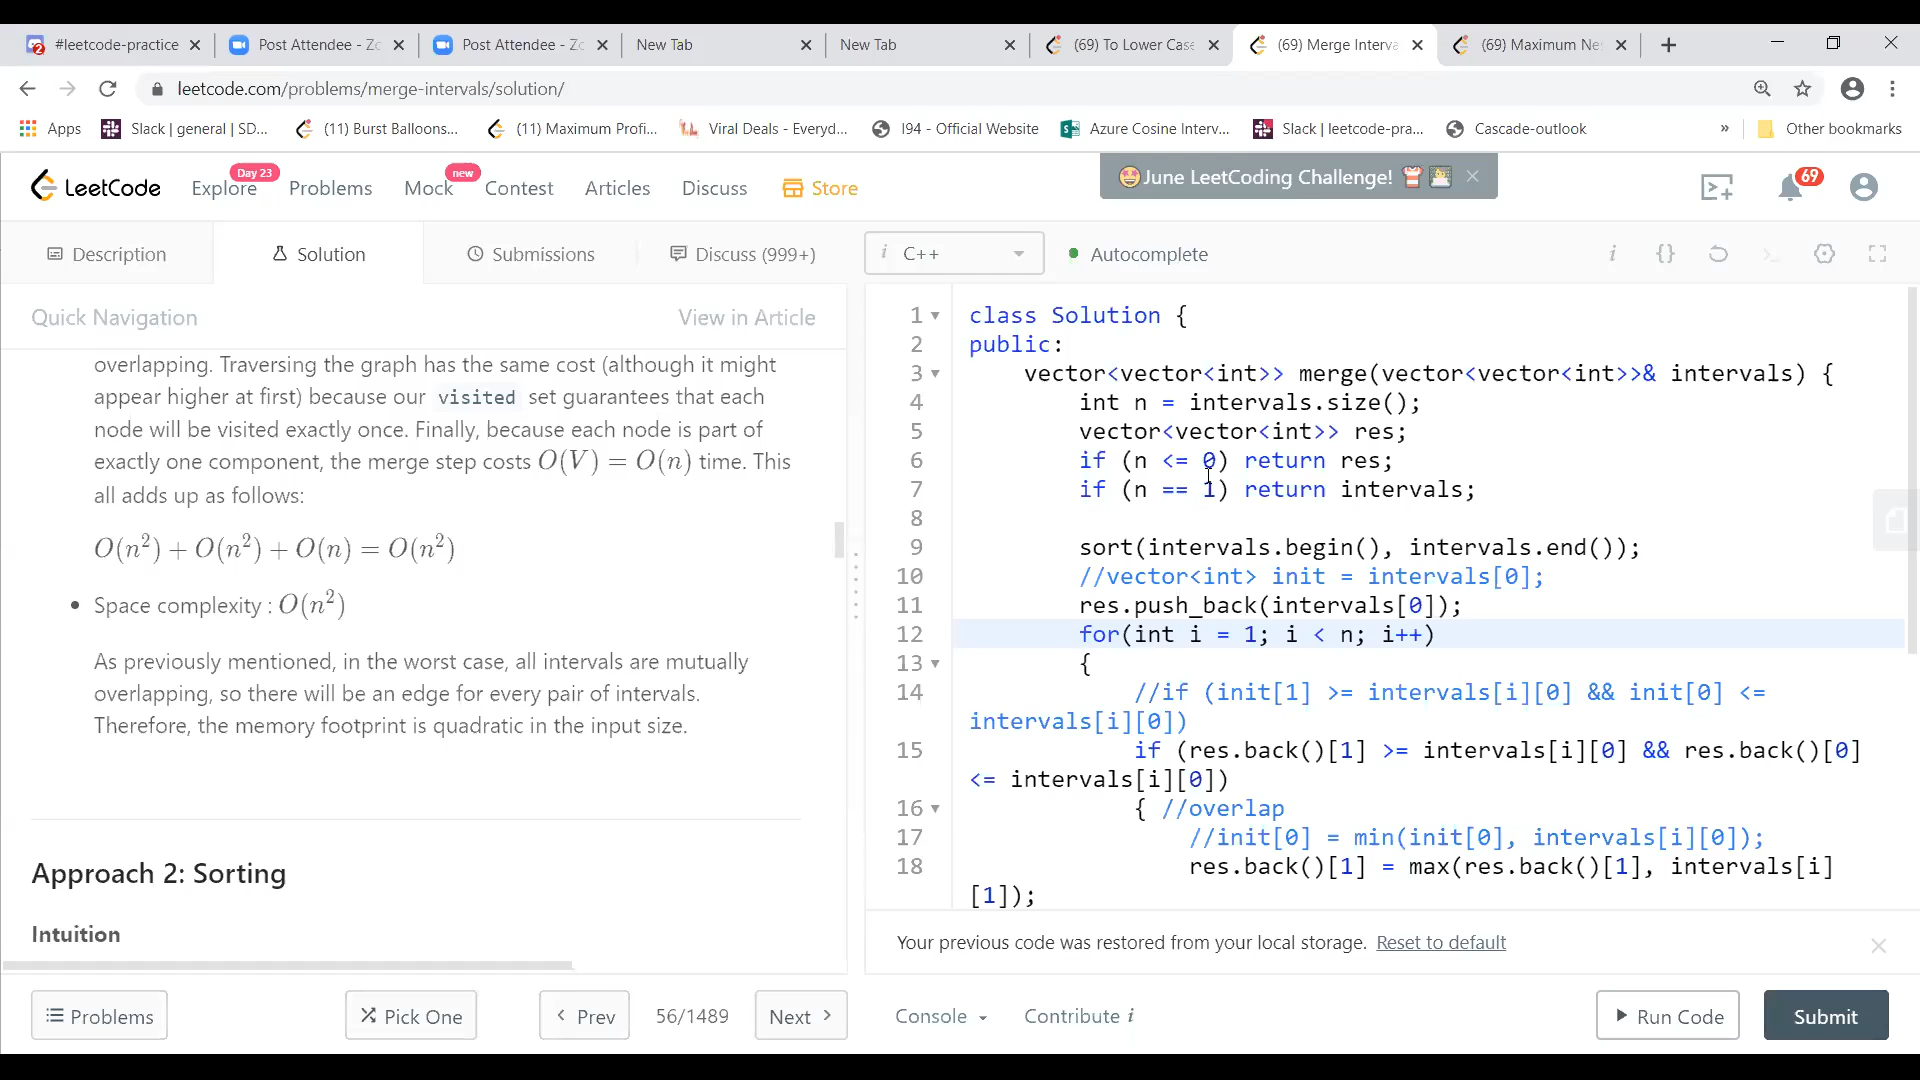 #leetcode-practice
Post Attendee - Zo
Post Attendee - Zo
New Tab
New Tab
(69) To Lower Case
(69) Merge Interva
(69) Maximum Ne
leetcode.com/problems/merge-intervals/solution/
Apps
Slack | general | SD...
(11) Burst Balloons...
(11) Maximum Profi...
Viral Deals - Everyd...
I94 - Official Website
Azure Cosine Interv...
Slack | leetcode-pra...
Cascade-outlook
»
Other bookmarks
LeetCode
Explore
Day 23
Problems
Mock
new
Contest
Articles
Discuss
Store
June LeetCoding Challenge!
69
Description
Solution
Submissions
Discuss (999+)
i C++
Autocomplete
i {}
Quick Navigation
View in Article
overlapping. Traversing the graph has the same cost (although it might
appear higher at first) because our visited set guarantees that each
node will be visited exactly once. Finally, because each node is part of
exactly one component, the merge step costs O(V) = O(n) time. This
all adds up as follows:
O(n²) + O(n²) + O(n) = O(n²)
• Space complexity : O(n²)
As previously mentioned, in the worst case, all intervals are mutually
overlapping, so there will be an edge for every pair of intervals.
Therefore, the memory footprint is quadratic in the input size.
Approach 2: Sorting
Intuition
1 class Solution {
2 public:
3 vector<vector<int>> merge(vector<vector<int>>& intervals) {
4 int n = intervals.size();
5 vector<vector<int>> res;
6 if (n <= 0) return res;
7 if (n == 1) return intervals;
8
9 sort(intervals.begin(), intervals.end());
10 //vector<int> init = intervals[0];
11 res.push_back(intervals[0]);
12 for(int i = 1; i < n; i++)
13 {
14 //if (init[1] >= intervals[i][0] && init[0] <=
intervals[i][0])
15 if (res.back()[1] >= intervals[i][0] && res.back()[0]
<= intervals[i][0])
16 { //overlap
17 //init[0] = min(init[0], intervals[i][0]);
18 res.back()[1] = max(res.back()[1], intervals[i]
[1]);
Your previous code was restored from your local storage. Reset to default
Problems
Pick One
Prev
56/1489
Next
Console
Contribute i
Run Code
Submit